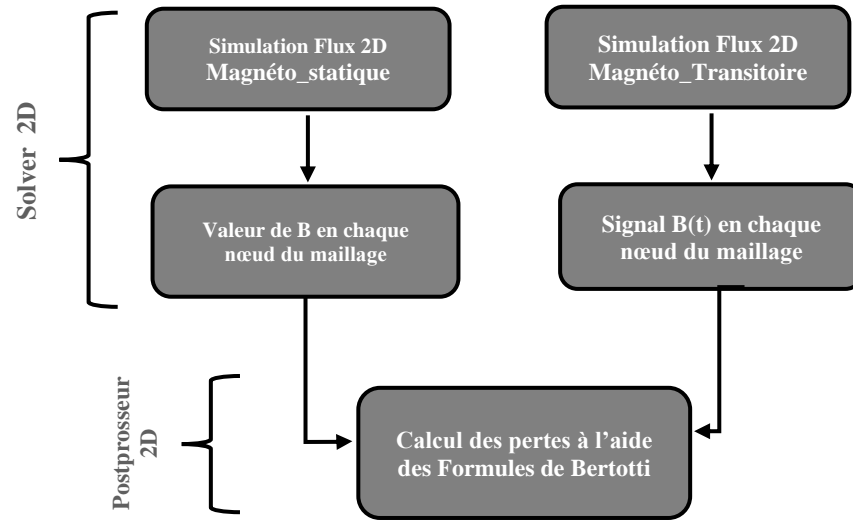 Simulation Flux 2D
Magnéto_statique
Simulation Flux 2D
Magnéto_Transitoire
Solver 2D
Valeur de B en chaque
nœud du maillage
Signal B(t) en chaque
nœud du maillage
Postprosseur
2D
Calcul des pertes à l’aide
des Formules de Bertotti